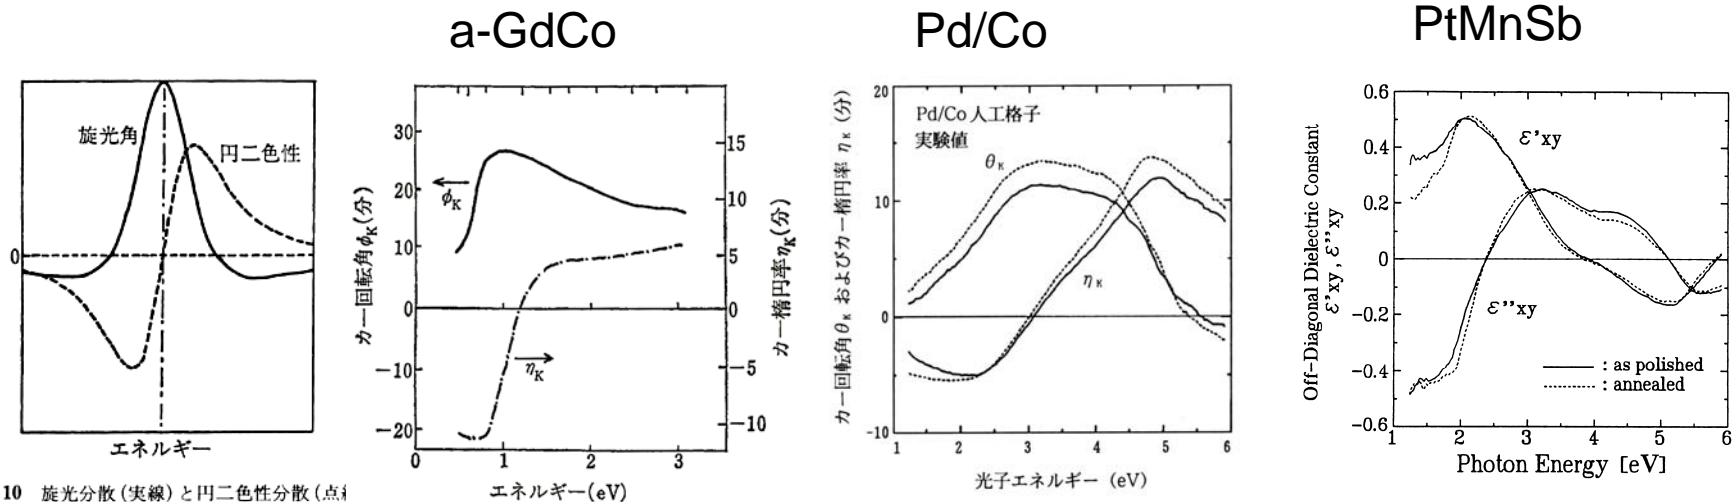 a-GdCo
Pd/Co
PtMnSb
旋光角
円二色性
0
エネルギー
10 旋光分散(実線)と円二色性分散(点
カー回転角ϕK(分)
30
20
10
0
−10
−20
ϕK
ηK
15
10
5
0
−5
−10
カー楕円率ηK(分)
0 1 2 3
エネルギー(eV)
カー回転角θK およびカー楕円率 ηK (分)
20
10
0
-10
Pd/Co人工格子
実験値
θK
ηK
1 2 3 4 5 6
光子エネルギー (eV)
Off-Diagonal Dielectric Constant
ε'xy , ε''xy
0.6
0.4
0.2
0
−0.2
−0.4
−0.6
ε'xy
ε''xy
: as polished
: annealed
1 2 3 4 5 6
Photon Energy [eV]